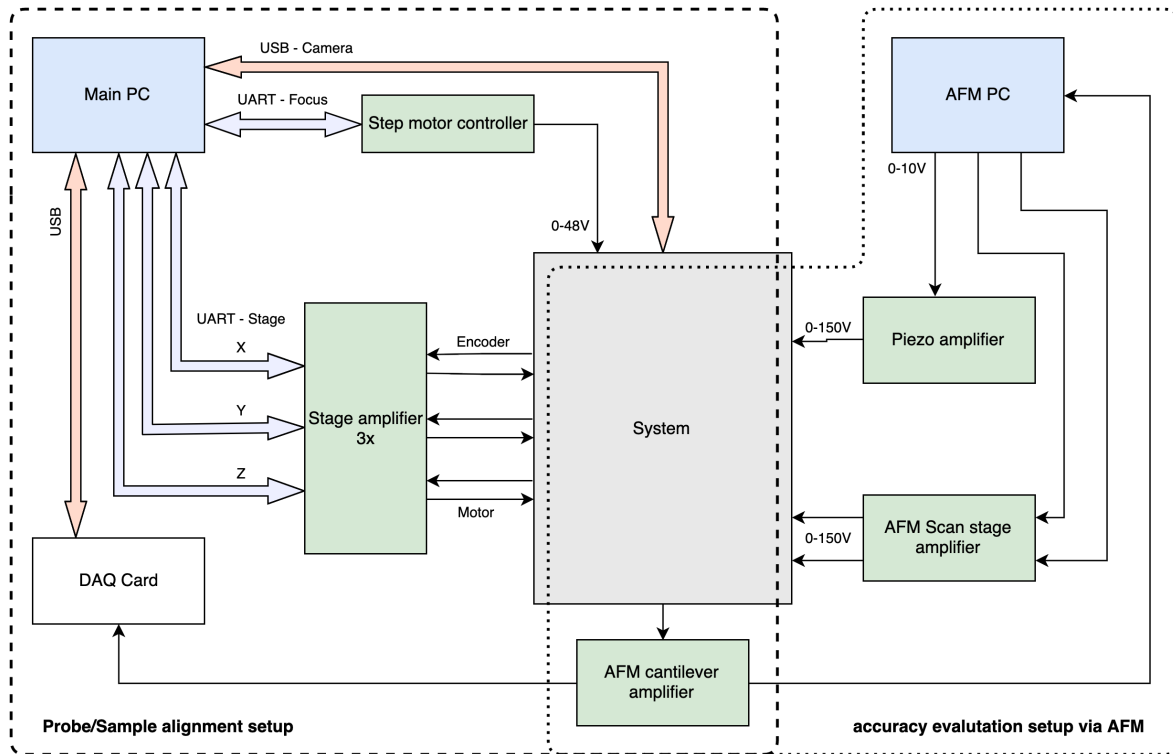 USB - Camera
Main PC
UART - Focus
Step motor controller
AFM PC
0-10V
USB
0-48V
UART - Stage
X
Encoder
0-150V
Piezo amplifier
Y
Stage amplifier
3x
System
Z
Motor
AFM Scan stage
amplifier
0-150V
DAQ Card
AFM cantilever
amplifier
Probe/Sample alignment setup
accuracy evalutation setup via AFM